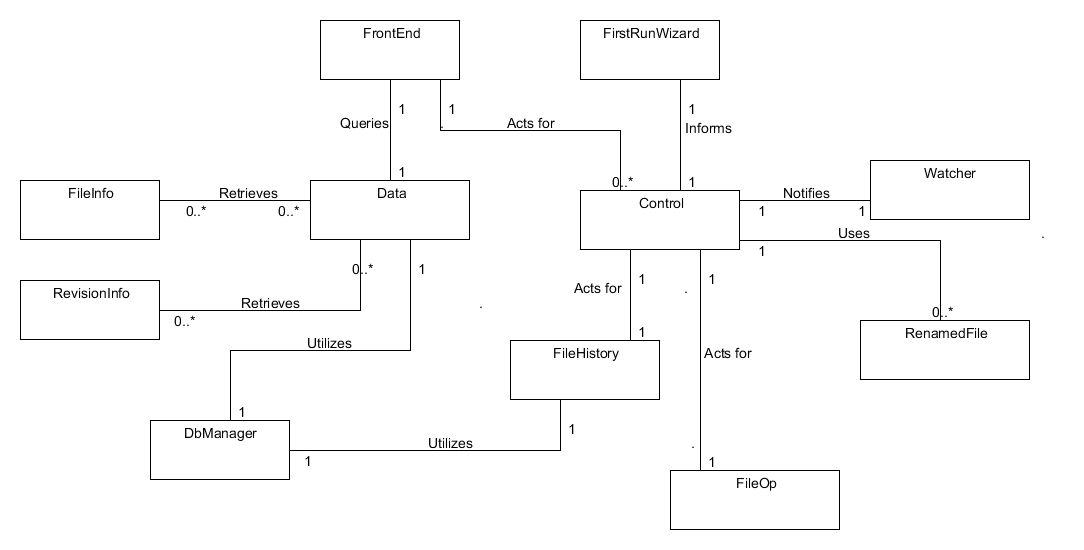 FrontEnd
FirstRunWizard
1
1
1
Queries
Acts for
Informs
1
0..*
1
FileInfo
Retrieves
0..*
0..*
Data
Control
Notifies
1
1
Watcher
Uses
1
0..*
RenamedFile
0..*
1
RevisionInfo
Retrieves
0..*
Utilizes
1
Acts for
1
1
FileHistory
1
Acts for
1
DbManager
Utilizes
1
1
FileOp